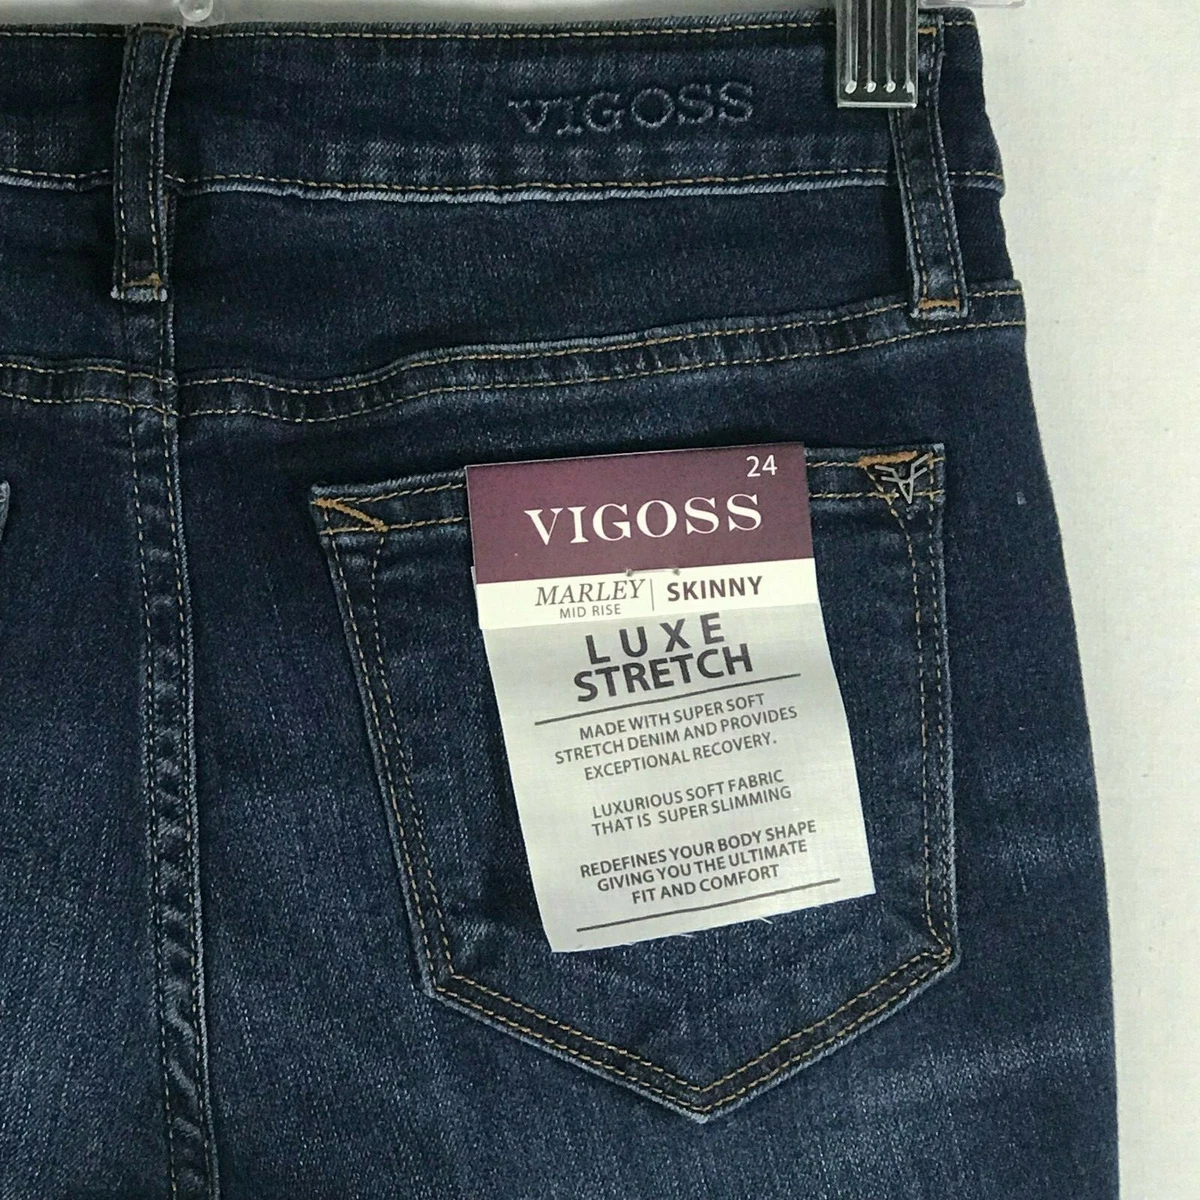 VIGOSS
24
VIGOSS
MARLEY
MID RISE
SKINNY
LUXE
STRETCH
MADE WITH SUPER SOFT
STRETCH DENIM AND PROVIDES
EXCEPTIONAL RECOVERY.
LUXURIOUS SOFT FABRIC
THAT IS SUPER SLIMMING
REDEFINES YOUR BODY SHAPE
GIVING YOU THE ULTIMATE
FIT AND COMFORT